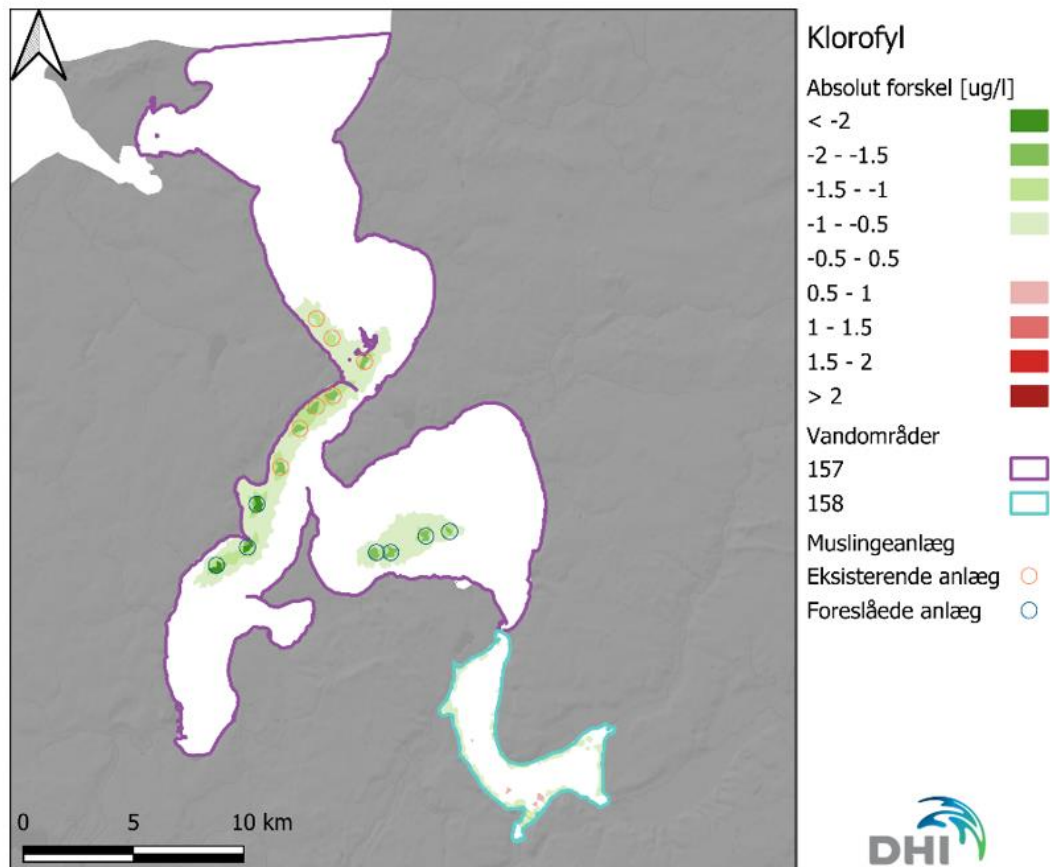 Klorofyl
Absolut forskel [ug/l]
< -2
-2 - -1.5
-1.5 - -1
-1 - -0.5
-0.5 - 0.5
0.5 - 1
1 - 1.5
1.5 - 2
> 2
Vandområder
157
158
Muslingeanlæg
Eksisterende anlæg
Foreslåede anlæg
0 5 10 km
DHI